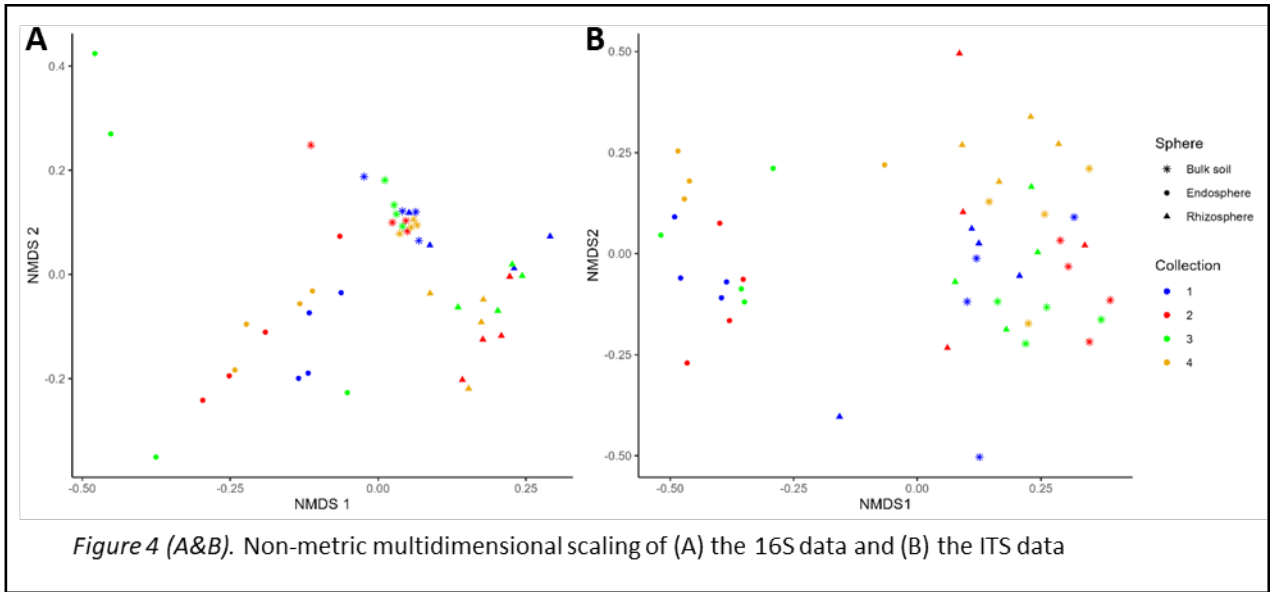 A
B
0.4
0.2
0.0
-0.2
NMDS 2
-0.50
-0.25
0.00
0.25
NMDS 1
0.50
0.25
0.00
-0.25
-0.50
NMDS2
-0.50
-0.25
0.00
0.25
NMDS1
Sphere
Bulk soil
Endosphere
Rhizosphere
Collection
1
2
3
4
Figure 4 (A&B). Non-metric multidimensional scaling of (A) the 16S data and (B) the ITS data